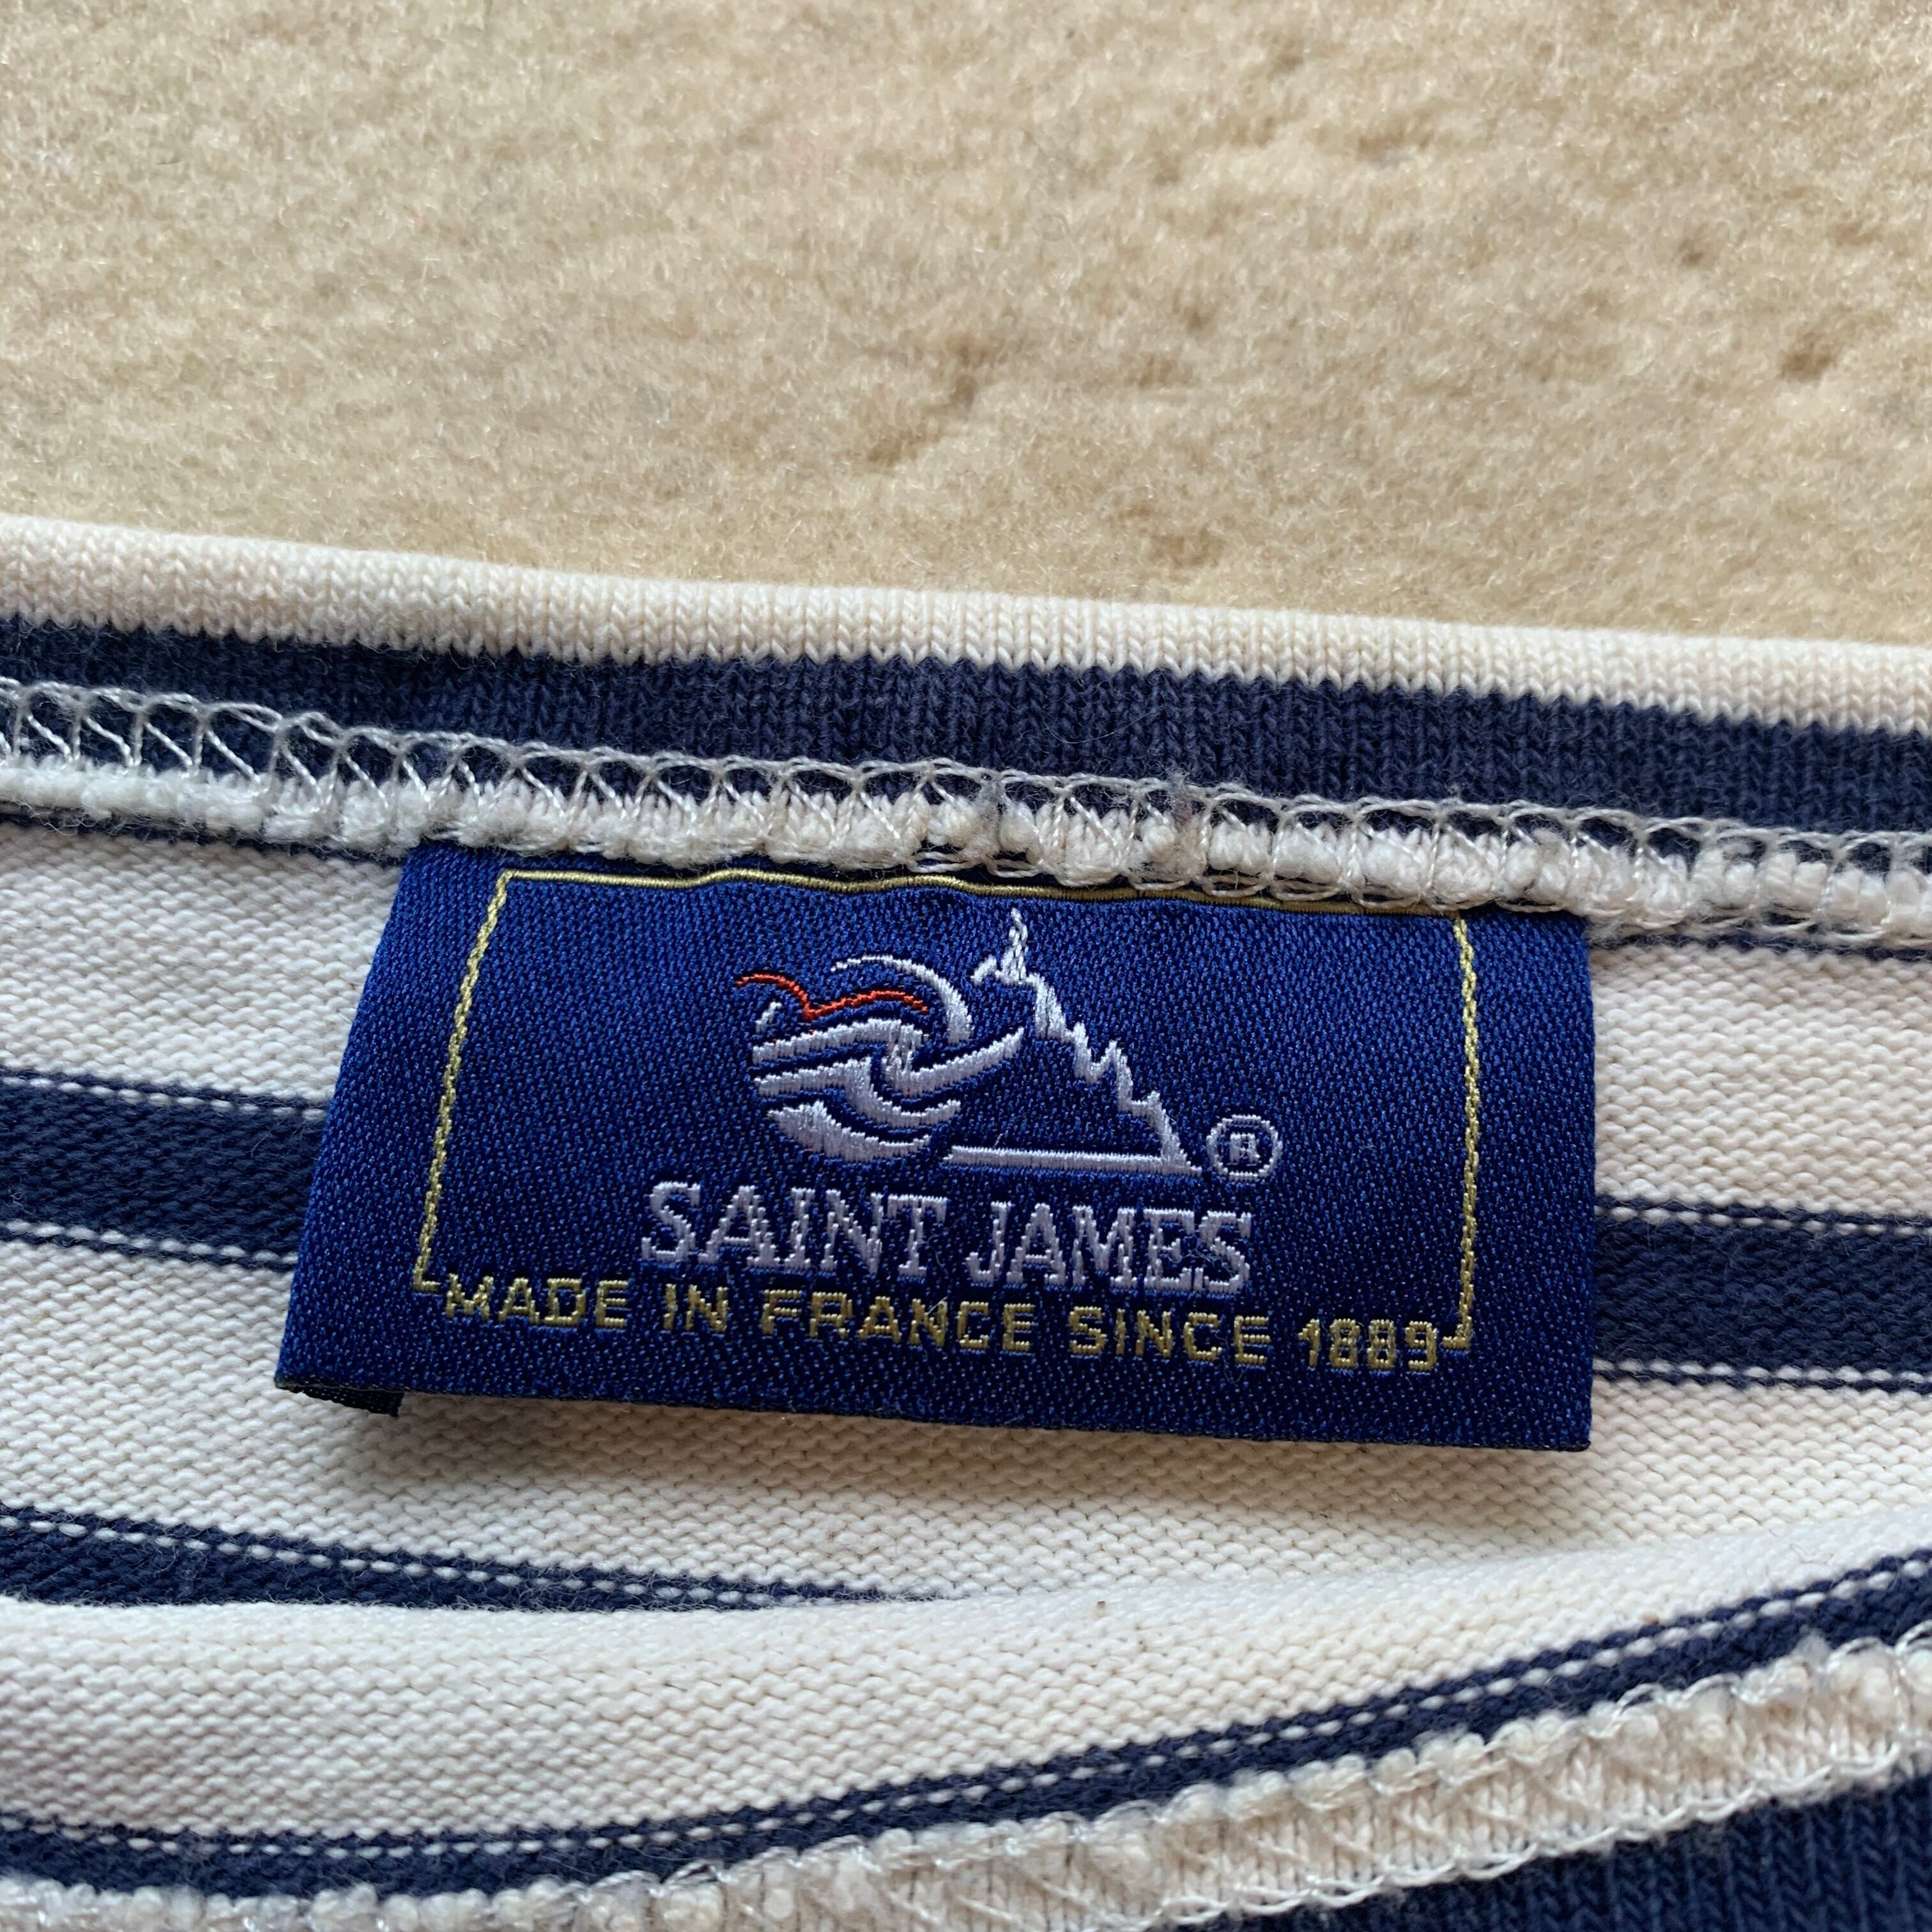 ®
SAINT JAMES
MADE IN FRANCE SINCE 1889